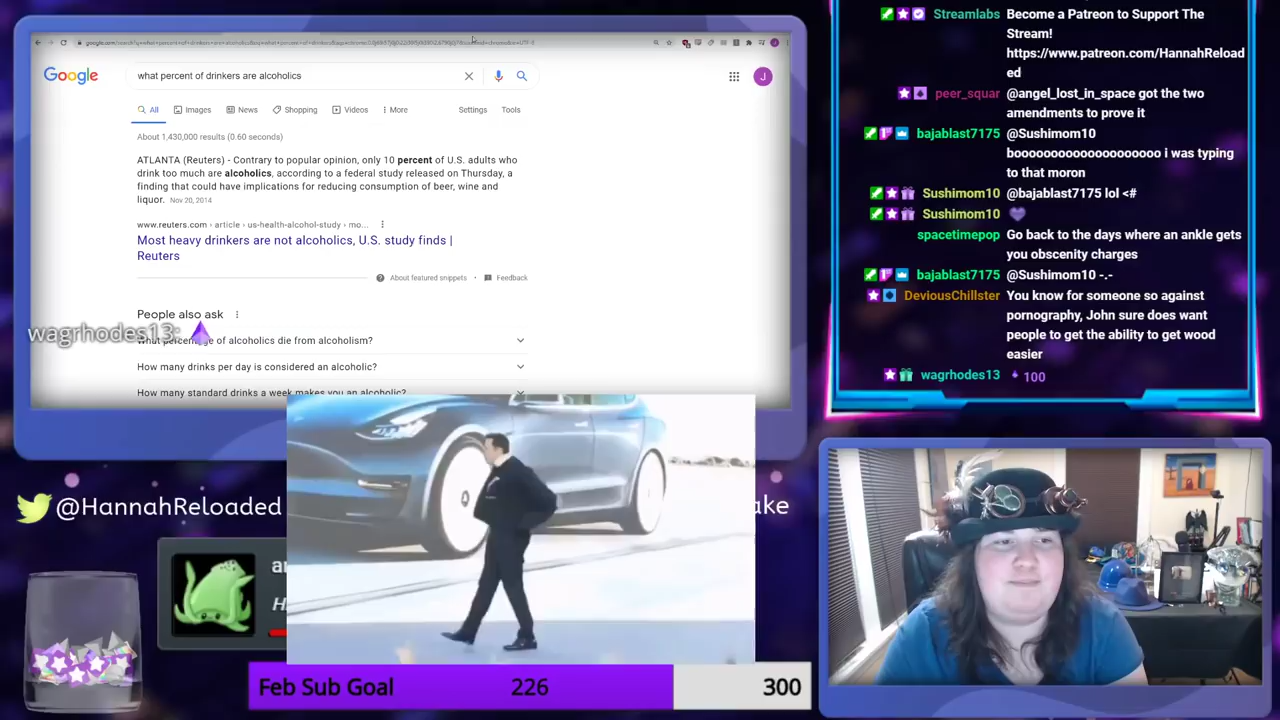 Google
what percent of drinkers are alcoholics
J
All Images News Shopping Videos More Settings Tools
About 1,430,000 results (0.60 seconds)
ATLANTA (Reuters) - Contrary to popular opinion, only 10 percent of U.S. adults who
drink too much are alcoholics, according to a federal study released on Thursday, a
finding that could have implications for reducing consumption of beer, wine and
liquor. Nov 20, 2014
www.reuters.com › article › us-health-alcohol-study › mo...
Most heavy drinkers are not alcoholics, U.S. study finds |
Reuters
About featured snippets • Feedback
People also ask
wagrhodes13:
What of alcoholics die from alcoholism?
How many drinks per day is considered an alcoholic?
How many standard drinks a week makes you an alcoholic?
@HannahReloaded
Feb Sub Goal 226 300
Streamlabs Become a Patreon to Support The
Stream!
https://www.patreon.com/HannahReload
ed
peer_squar @angel_lost_in_space got the two
amendments to prove it
bajablast7175 @Sushimom10
booooooooooooooooooo i was typing
to that moron
Sushimom10 @bajablast7175 lol <#
Sushimom10
spacetimepop Go back to the days where an ankle gets
you obscenity charges
bajablast7175 @Sushimom10 -.-
DeviousChillster You know for someone so against
pornography, John sure does want
people to get the ability to get wood
easier
wagrhodes13 100